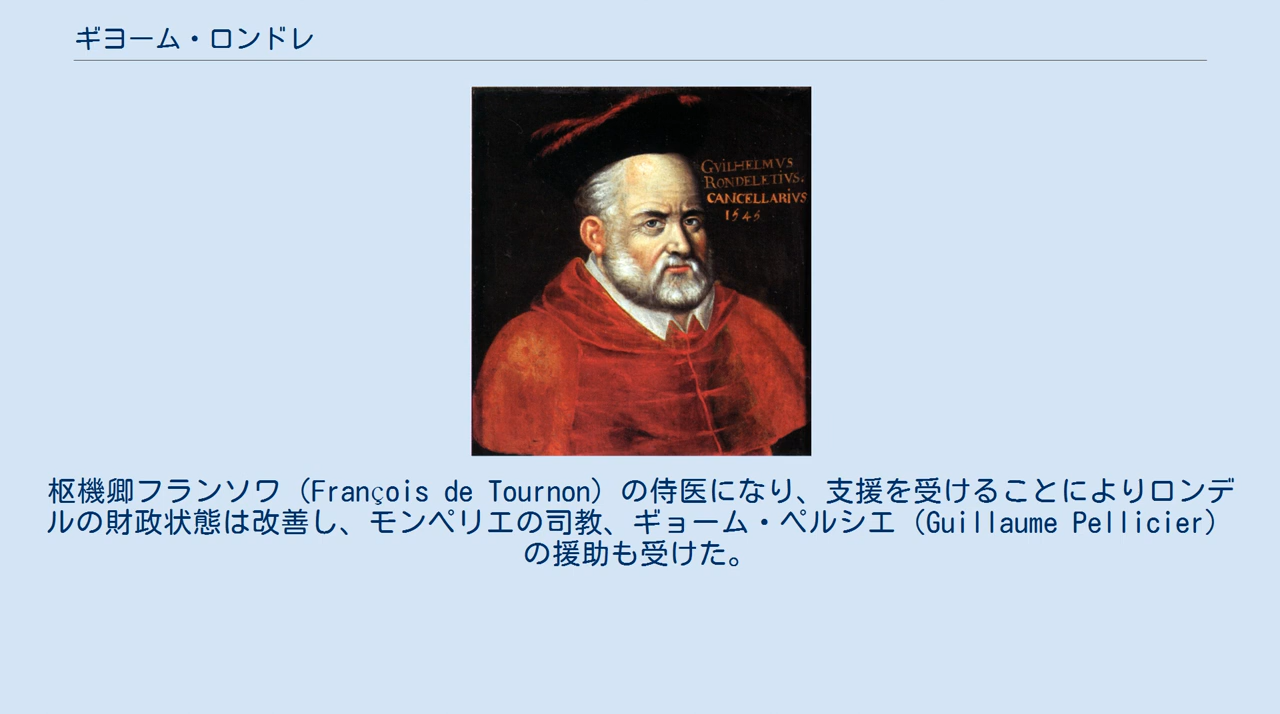 ギヨーム・ロンドレ
GVILHELMVS
RONDELETIVS.
CANCELLARIVS
1545
枢機卿フランソワ（François de Tournon）の侍医になり、支援を受けることによりロンデ
ルの財政状態は改善し、モンペリエの司教、ギョーム・ペルシエ（Guillaume Pellicier）
の援助も受けた。